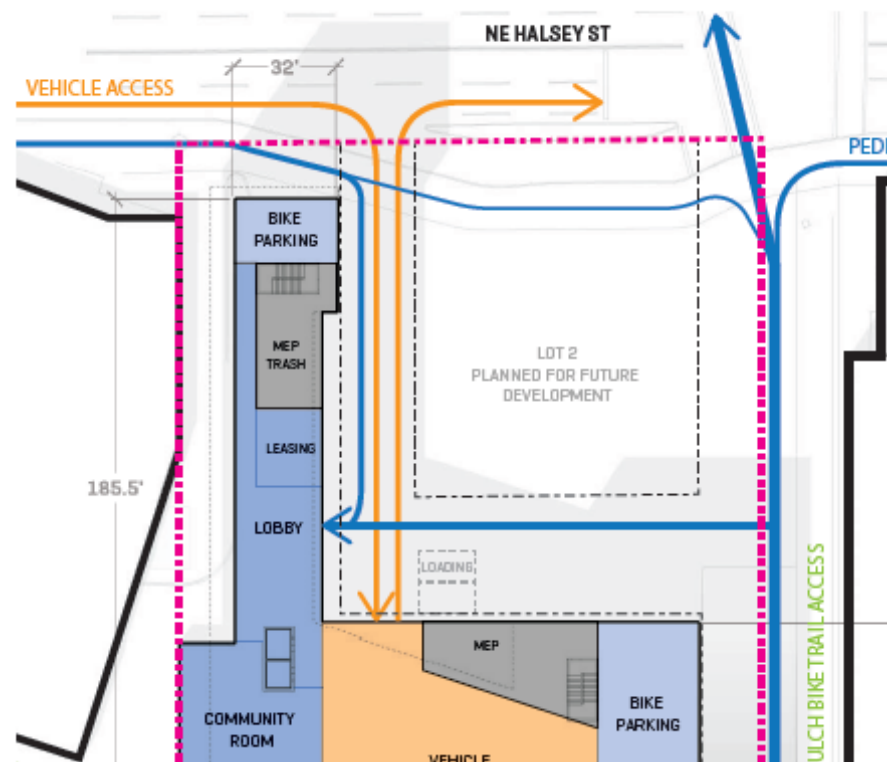 NE HALSEY ST
32'
VEHICLE ACCESS
PEDE
BIKE
PARKING
MEP
TRASH
LOT 2
PLANNED FOR FUTURE
DEVELOPMENT
LEASING
185.5'
LOBBY
LOADING
ULCH BIKE TRAIL ACCESS
MEP
BIKE
PARKING
COMMUNITY
ROOM
VEHICLE